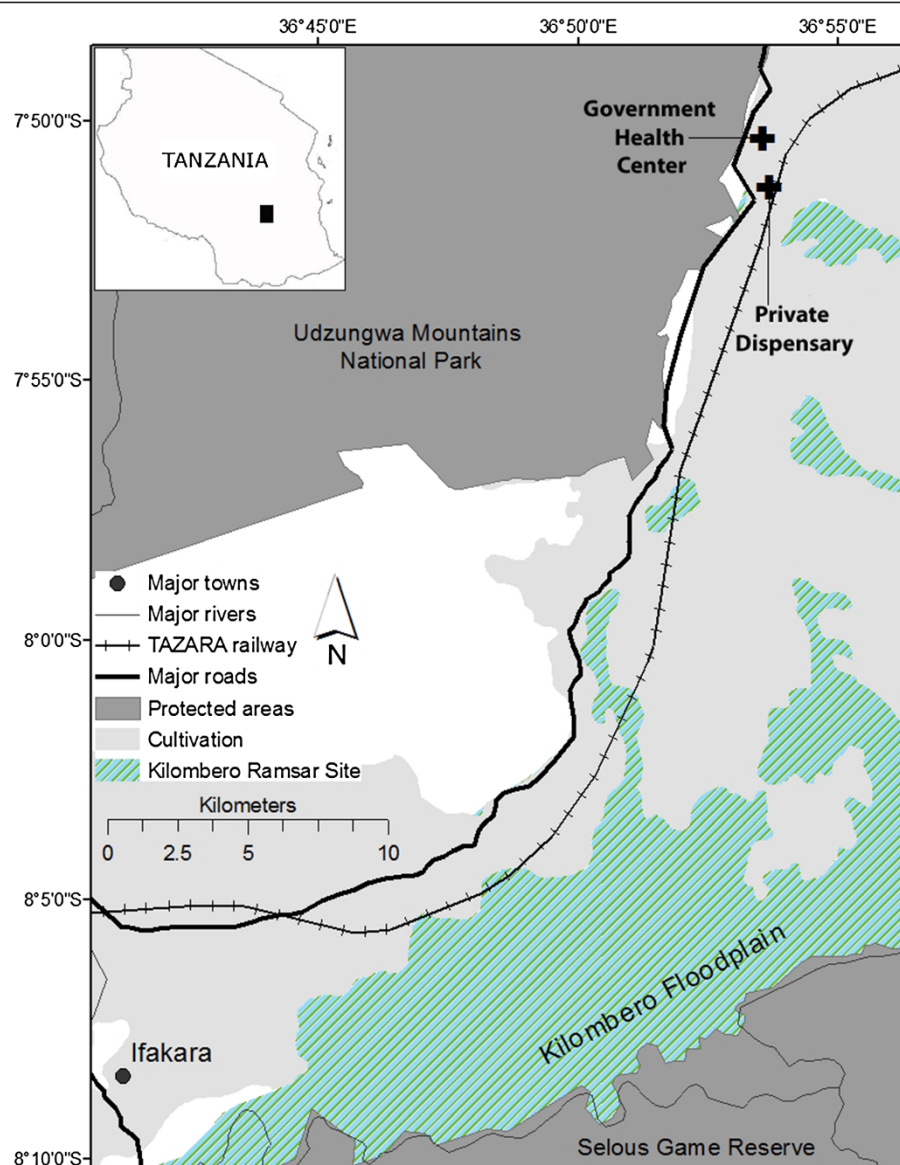 36°45'0"E
36°50'0"E
36°55'0"E
7°50'0"S
7°55'0"S
8°00'0"S
8°50'0"S
8°10'0"S
TANZANIA
Government
Health
Center
Private
Dispensary
Udzungwa Mountains
National Park
Major towns
Major rivers
TAZARA railway
Major roads
Protected areas
Cultivation
Kilombero Ramsar Site
N
Kilometers
0 2.5 5 10
Kilombero Floodplain
Ifakara
Selous Game Reserve